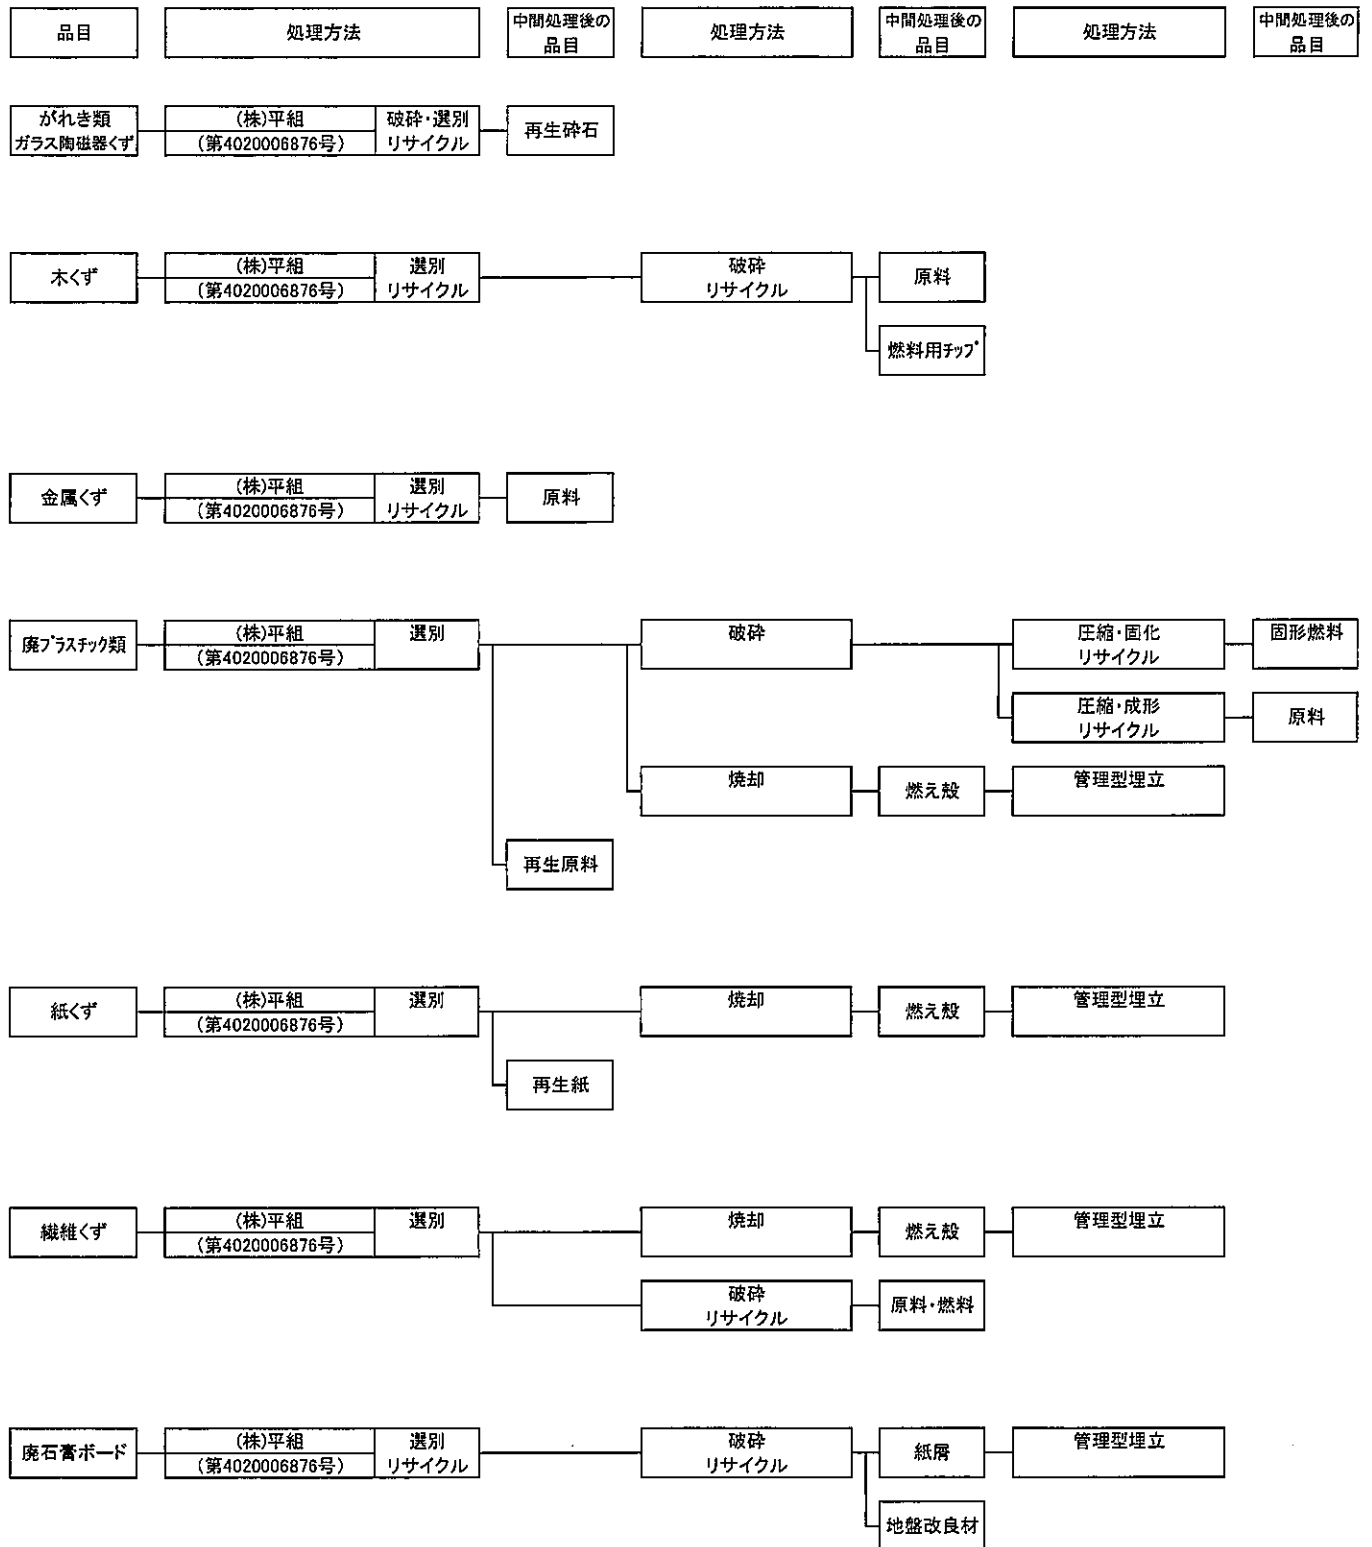 品目
処理方法
中間処理後の
品目
処理方法
中間処理後の
品目
処理方法
中間処理後の
品目
がれき類
ガラス陶磁器くず
(株)平組
(第4020006876号)
破砕・選別
リサイクル
再生砕石
木くず
(株)平組
(第4020006876号)
選別
リサイクル
破砕
リサイクル
原料
燃料用チップ
金属くず
(株)平組
(第4020006876号)
選別
リサイクル
原料
廃プラスチック類
(株)平組
(第4020006876号)
選別
破砕
圧縮・固化
リサイクル
固形燃料
圧縮・成形
リサイクル
原料
焼却
燃え殻
管理型埋立
再生原料
紙くず
(株)平組
(第4020006876号)
選別
焼却
燃え殻
管理型埋立
再生紙
繊維くず
(株)平組
(第4020006876号)
選別
焼却
燃え殻
管理型埋立
破砕
リサイクル
原料・燃料
廃石膏ボード
(株)平組
(第4020006876号)
選別
リサイクル
破砕
リサイクル
紙屑
管理型埋立
地盤改良材